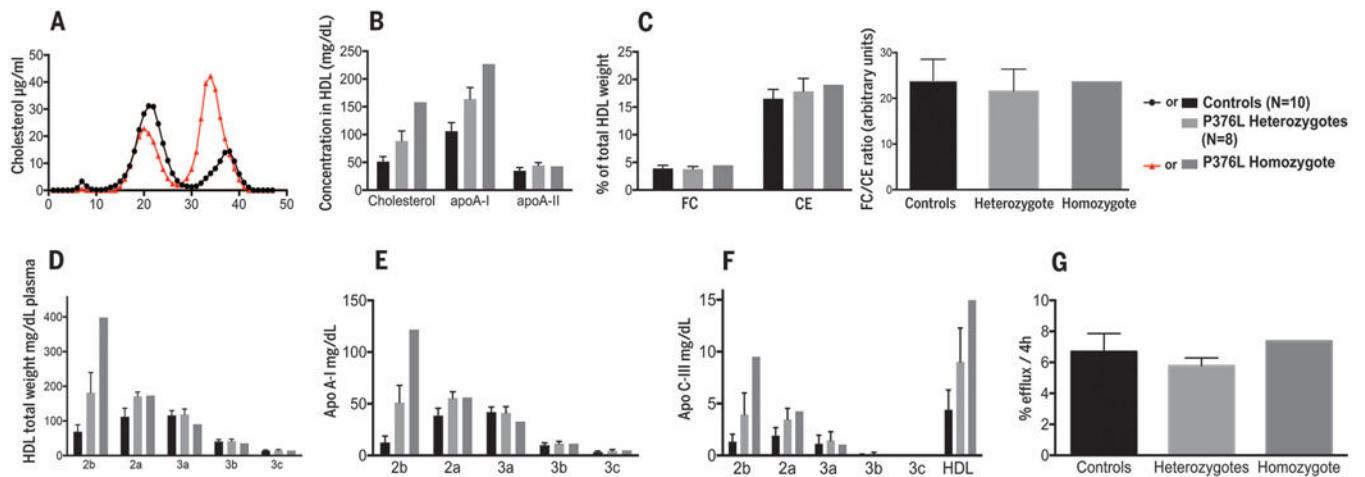 A
Cholesterol µg/ml
50
40
30
20
10
0
0 10 20 30 40 50
B
Concentration in HDL (mg/dL)
250
200
150
100
50
0
Cholesterol apoA-I apoA-II
C
% of total HDL weight
25
20
15
10
5
0
FC CE
FC/CE ratio (arbitrary units)
30
20
10
0
Controls Heterozygote Homozygote
or Controls (N=10)
P376L Heterozygotes
(N=8)
or P376L Homozygote
D
HDL total weight mg/dL plasma
400
300
200
100
0
2b 2a 3a 3b 3c
E
Apo A-I mg/dL
150
100
50
0
2b 2a 3a 3b 3c
F
Apo C-III mg/dL
15
10
5
0
2b 2a 3a 3b 3c HDL
G
% efflux / 4h
10
8
6
4
2
0
Controls Heterozygotes Homozygote